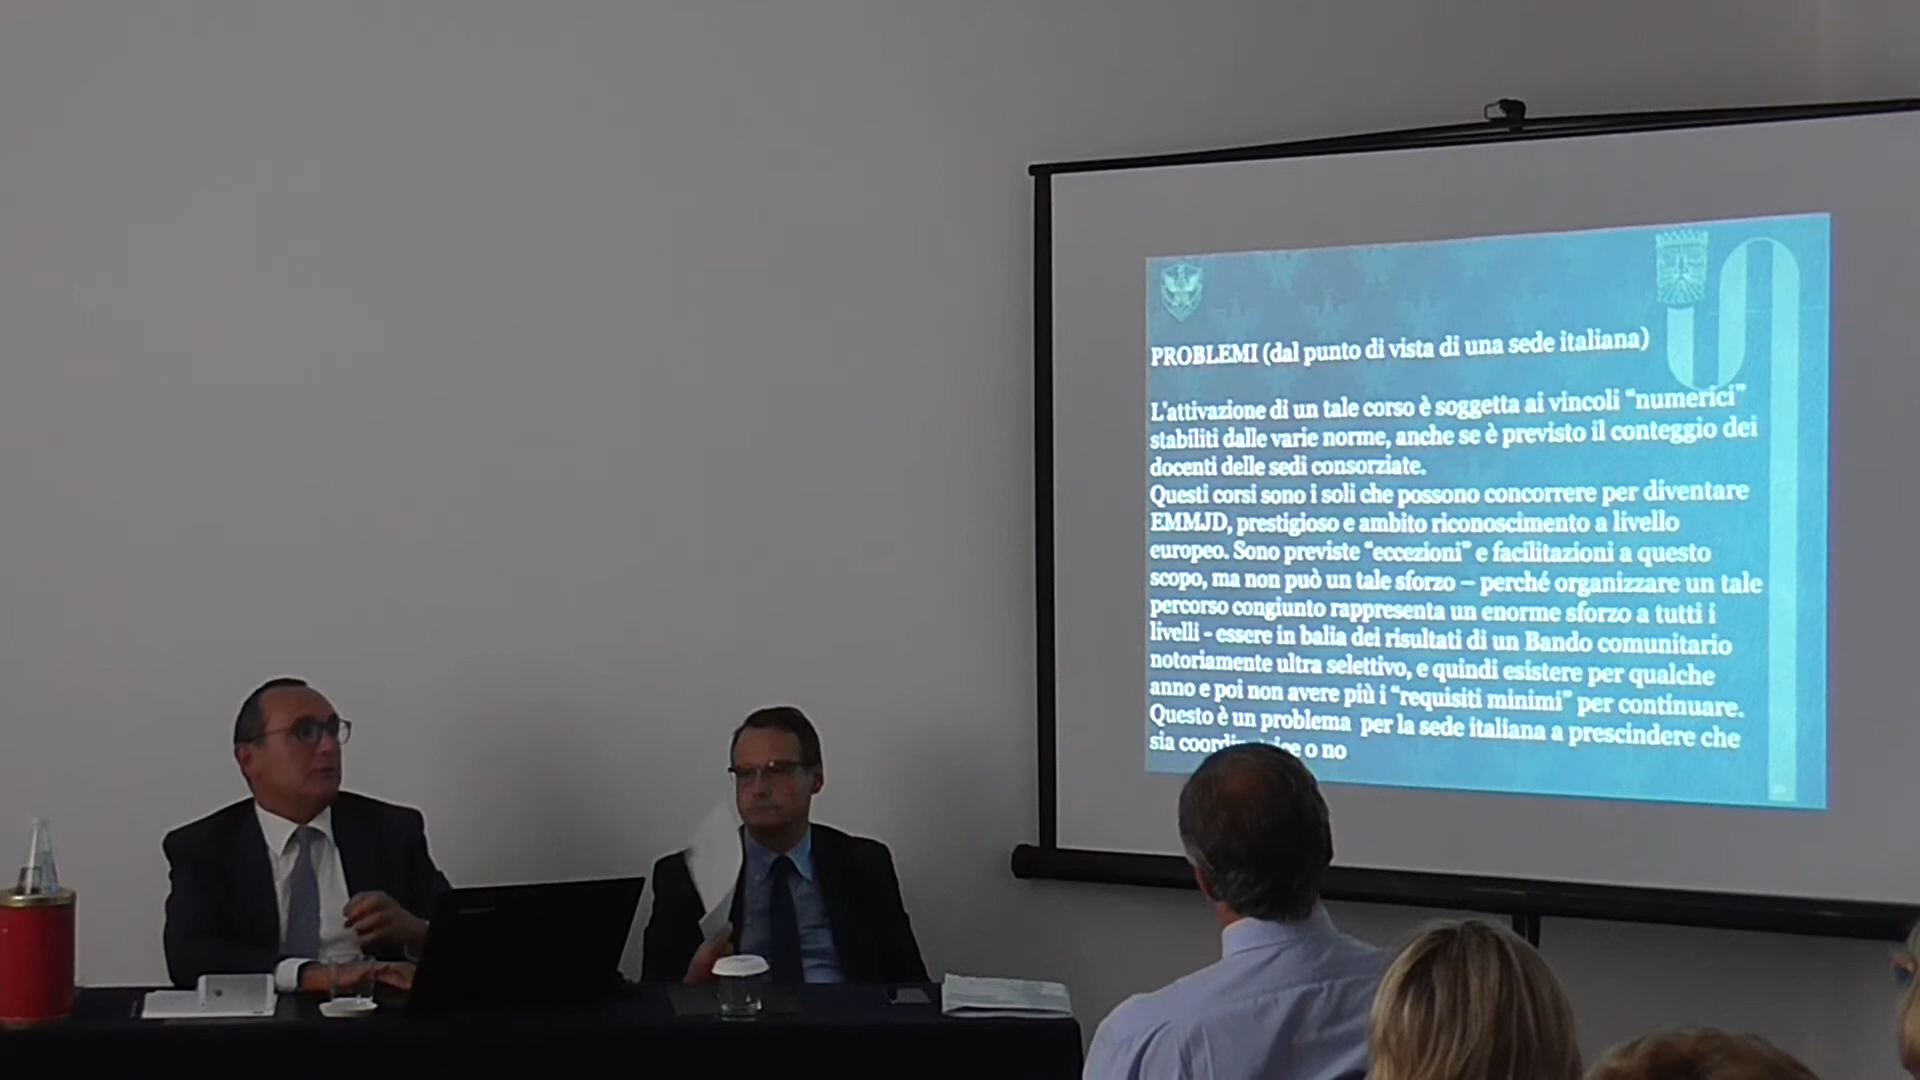 PROBLEMI (dal punto di vista di una sede italiana)
L'attivazione di un tale corso è soggetta ai vincoli “numerici”
stabiliti dalle varie norme, anche se è previsto il conteggio dei
docenti delle sedi consorziate.
Questi corsi sono i soli che possono concorrere per diventare
EMMJD, prestigioso e ambito riconoscimento a livello
europeo. Sono previste “eccezioni” e facilitazioni a questo
scopo, ma non può un tale sforzo – perché organizzare un tale
percorso congiunto rappresenta un enorme sforzo a tutti i
livelli - essere in balia dei risultati di un Bando comunitario
notoriamente ultra selettivo, e quindi esistere per qualche
anno e poi non avere più i “requisiti minimi” per continuare.
Questo è un problema per la sede italiana a prescindere che
sia o no